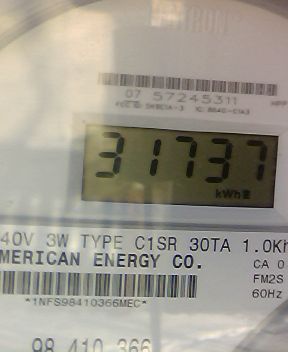 07 57245311
31737
kWh
40V 3W TYPE C1SR 30TA 1.0Kh
MERICAN ENERGY CO.
CA 0
FM2S
60Hz
*1NFS98410366MEC*
98 410 366